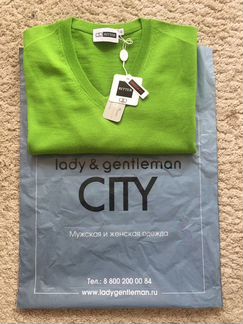 lady & gentleman
CITY
Мужская и женская одежда
Тел.: 8 800 200 00 84
www.ladygentleman.ru